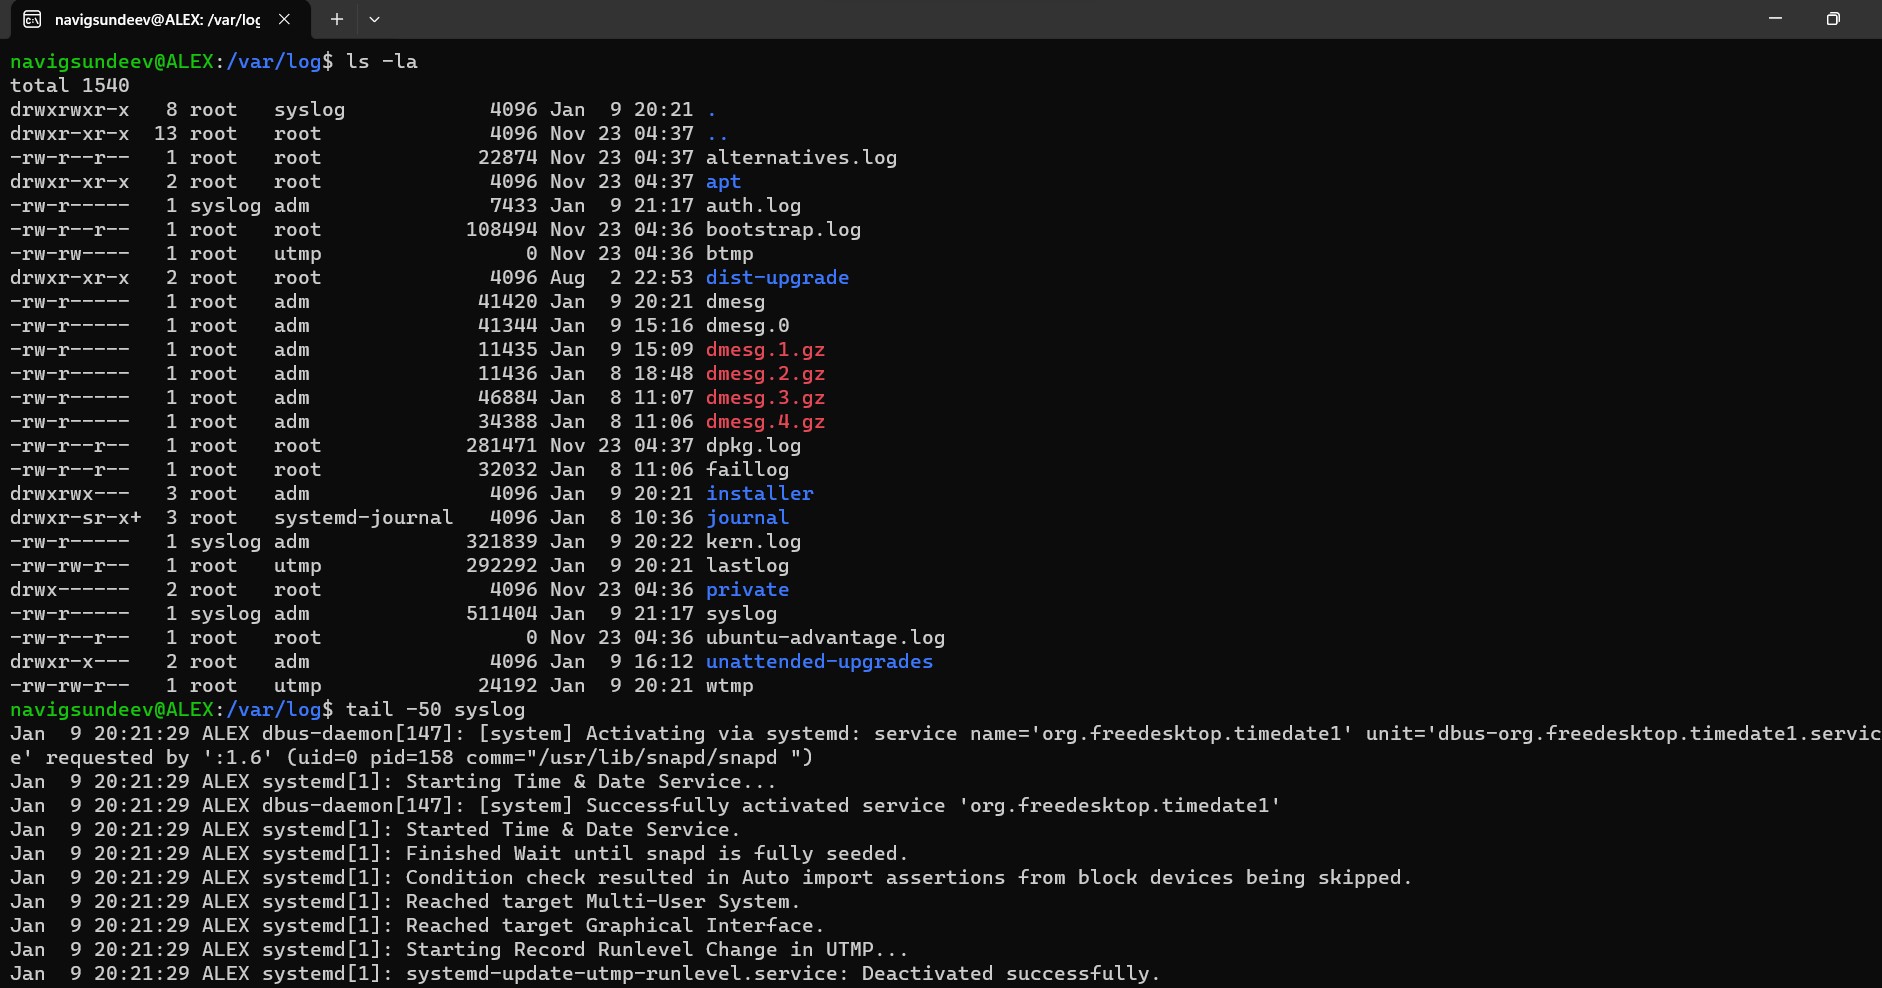 navigsundeev@ALEX: /var/log
navigsundeev@ALEX:/var/log$ ls -la
total 1540
drwxrwxr-x   8 root   syslog            4096 Jan  9 20:21 .
drwxr-xr-x  13 root   root              4096 Nov 23 04:37 ..
-rw-r--r--   1 root   root             22874 Nov 23 04:37 alternatives.log
drwxr-xr-x   2 root   root              4096 Nov 23 04:37 apt
-rw-r-----   1 syslog adm               7433 Jan  9 21:17 auth.log
-rw-r--r--   1 root   root            108494 Nov 23 04:36 bootstrap.log
-rw-rw----   1 root   utmp                 0 Nov 23 04:36 btmp
drwxr-xr-x   2 root   root              4096 Aug  2 22:53 dist-upgrade
-rw-r-----   1 root   adm              41420 Jan  9 20:21 dmesg
-rw-r-----   1 root   adm              41344 Jan  9 15:16 dmesg.0
-rw-r-----   1 root   adm              11435 Jan  9 15:09 dmesg.1.gz
-rw-r-----   1 root   adm              11436 Jan  8 18:48 dmesg.2.gz
-rw-r-----   1 root   adm              46884 Jan  8 11:07 dmesg.3.gz
-rw-r-----   1 root   adm              34388 Jan  8 11:06 dmesg.4.gz
-rw-r--r--   1 root   root            281471 Nov 23 04:37 dpkg.log
-rw-r--r--   1 root   root             32032 Jan  8 11:06 faillog
drwxrwx---   3 root   adm               4096 Jan  9 20:21 installer
drwxr-sr-x+  3 root   systemd-journal   4096 Jan  8 10:36 journal
-rw-r-----   1 syslog adm             321839 Jan  9 20:22 kern.log
-rw-rw-r--   1 root   utmp            292292 Jan  9 20:21 lastlog
drwx------   2 root   root              4096 Nov 23 04:36 private
-rw-r-----   1 syslog adm             511404 Jan  9 21:17 syslog
-rw-r--r--   1 root   root                 0 Nov 23 04:36 ubuntu-advantage.log
drwxr-x---   2 root   adm               4096 Jan  9 16:12 unattended-upgrades
-rw-rw-r--   1 root   utmp             24192 Jan  9 20:21 wtmp
navigsundeev@ALEX:/var/log$ tail -50 syslog
Jan  9 20:21:29 ALEX dbus-daemon[147]: [system] Activating via systemd: service name='org.freedesktop.timedate1' unit='dbus-org.freedesktop.timedate1.servic
e' requested by ':1.6' (uid=0 pid=158 comm="/usr/lib/snapd/snapd ")
Jan  9 20:21:29 ALEX systemd[1]: Starting Time & Date Service...
Jan  9 20:21:29 ALEX dbus-daemon[147]: [system] Successfully activated service 'org.freedesktop.timedate1'
Jan  9 20:21:29 ALEX systemd[1]: Started Time & Date Service.
Jan  9 20:21:29 ALEX systemd[1]: Finished Wait until snapd is fully seeded.
Jan  9 20:21:29 ALEX systemd[1]: Condition check resulted in Auto import assertions from block devices being skipped.
Jan  9 20:21:29 ALEX systemd[1]: Reached target Multi-User System.
Jan  9 20:21:29 ALEX systemd[1]: Reached target Graphical Interface.
Jan  9 20:21:29 ALEX systemd[1]: Starting Record Runlevel Change in UTMP...
Jan  9 20:21:29 ALEX systemd[1]: systemd-update-utmp-runlevel.service: Deactivated successfully.